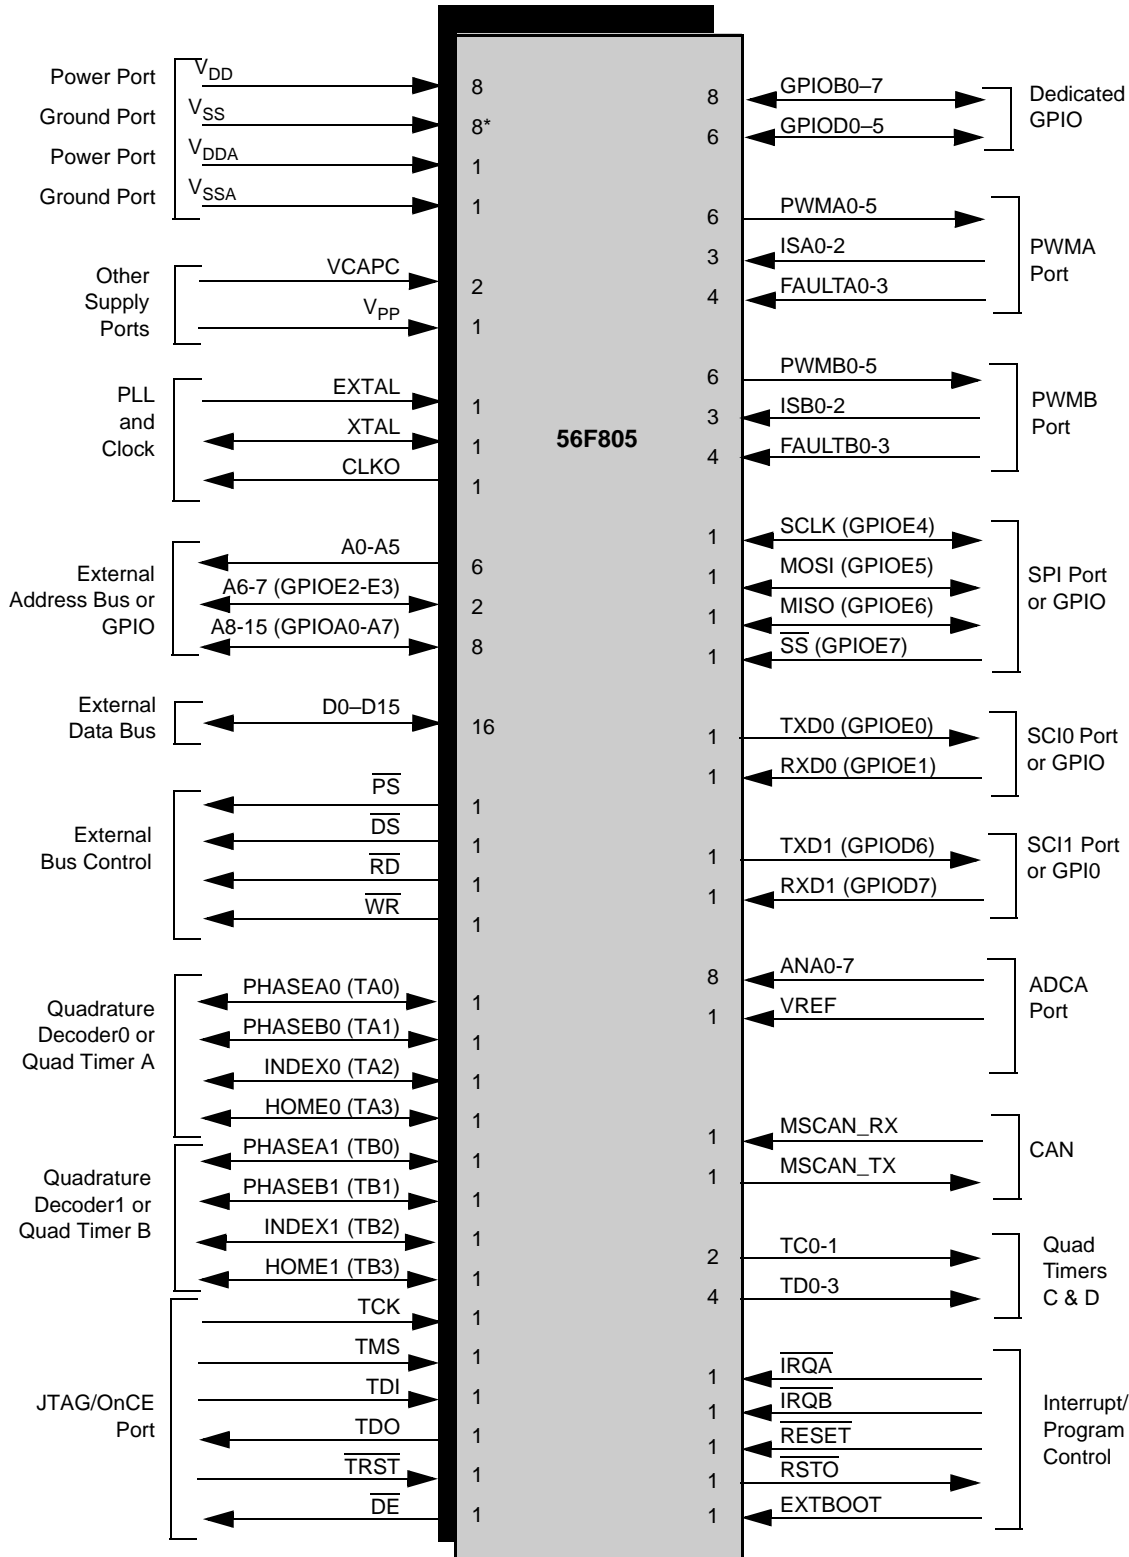 Power Port
V_DD
8
Ground Port
V_SS
8*
Power Port
V_DDA
1
Ground Port
V_SSA
1
Other
Supply
Ports
VCAPC
2
V_PP
1
PLL
and
Clock
EXTAL
1
XTAL
1
CLKO
1
External
Address Bus or
GPIO
A0-A5
6
A6-7 (GPIOE2-E3)
2
A8-15 (GPIOA0-A7)
8
External
Data Bus
D0–D15
16
External
Bus Control
PS
1
DS
1
RD
1
WR
1
Quadrature
Decoder0 or
Quad Timer A
PHASEA0 (TA0)
1
PHASEB0 (TA1)
1
INDEX0 (TA2)
1
HOME0 (TA3)
1
Quadrature
Decoder1 or
Quad Timer B
PHASEA1 (TB0)
1
PHASEB1 (TB1)
1
INDEX1 (TB2)
1
HOME1 (TB3)
1
JTAG/OnCE
Port
TCK
1
TMS
1
TDI
1
TDO
1
TRST
1
DE
1
56F805
8
GPIOB0–7
6
GPIOD0–5
Dedicated
GPIO
6
PWMA0-5
3
ISA0-2
4
FAULTA0-3
PWMA
Port
6
PWMB0-5
3
ISB0-2
4
FAULTB0-3
PWMB
Port
1
SCLK (GPIOE4)
1
MOSI (GPIOE5)
1
MISO (GPIOE6)
1
SS (GPIOE7)
SPI Port
or GPIO
1
TXD0 (GPIOE0)
1
RXD0 (GPIOE1)
SCI0 Port
or GPIO
1
TXD1 (GPIOD6)
1
RXD1 (GPIOD7)
SCI1 Port
or GPI0
8
ANA0-7
1
VREF
ADCA
Port
1
MSCAN_RX
1
MSCAN_TX
CAN
2
TC0-1
4
TD0-3
Quad
Timers
C & D
1
IRQA
1
IRQB
1
RESET
1
RSTO
1
EXTBOOT
Interrupt/
Program
Control